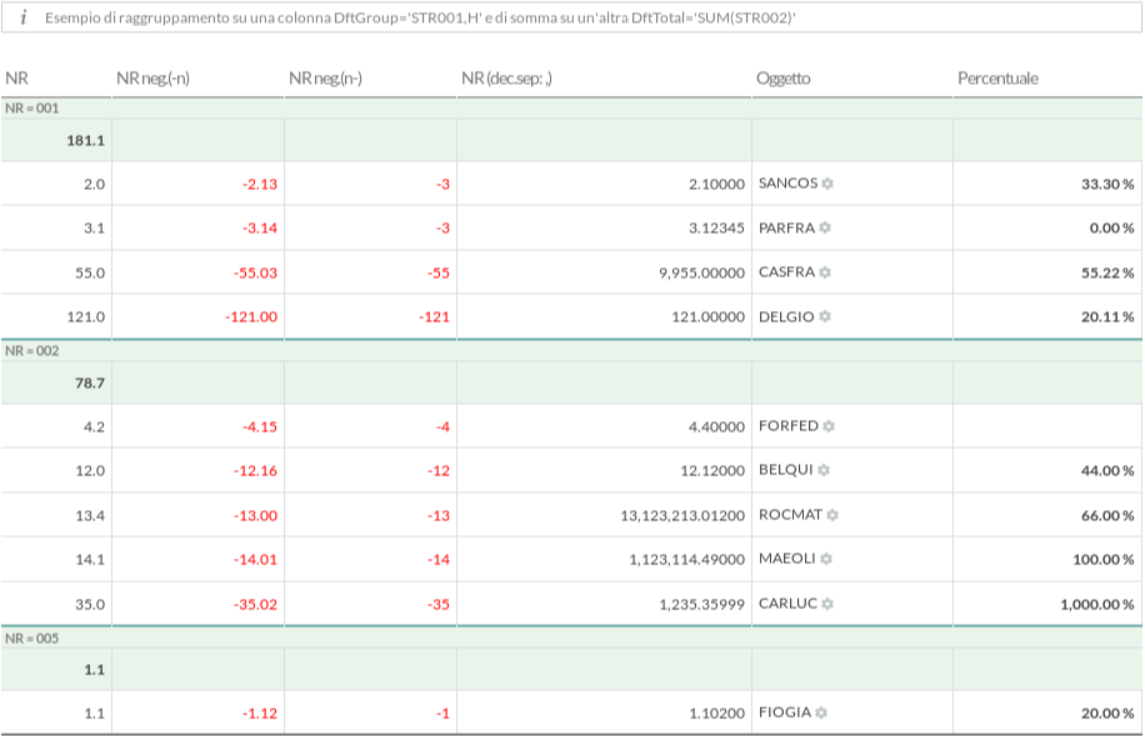 i Esempio di raggruppamento su una colonna DftGroup='STR001,H' e di somma su un'altra DftTotal='SUM(STR002)'
NR NR neg.(-n) NR neg.(n-) NR (dec.sep: ,) Oggetto Percentuale
NR = 001
181.1
2.0 -2.13 -3 2.10000 SANCOS 33.30 %
3.1 -3.14 -3 3.12345 PARFRA 0.00 %
55.0 -55.03 -55 9,955.00000 CASFRA 55.22 %
121.0 -121.00 -121 121.00000 DELGIO 20.11 %
NR = 002
78.7
4.2 -4.15 -4 4.40000 FORFED
12.0 -12.16 -12 12.12000 BELQUI 44.00 %
13.4 -13.00 -13 13,123,213.01200 ROCMAT 66.00 %
14.1 -14.01 -14 1,123,114.49000 MAEOLI 100.00 %
35.0 -35.02 -35 1,235.35999 CARLUC 1,000.00 %
NR = 005
1.1
1.1 -1.12 -1 1.10200 FIOGIA 20.00 %